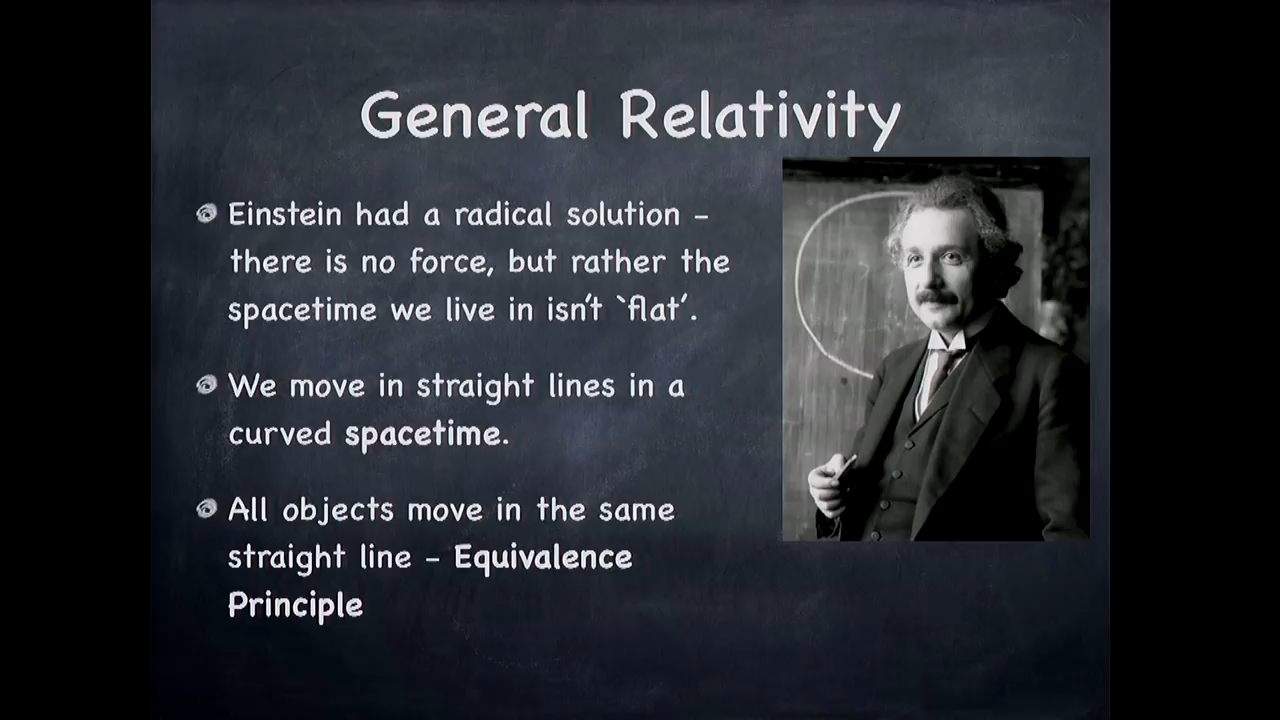 General Relativity
Einstein had a radical solution –
there is no force, but rather the
spacetime we live in isn't `flat'.
We move in straight lines in a
curved spacetime.
All objects move in the same
straight line – Equivalence
Principle